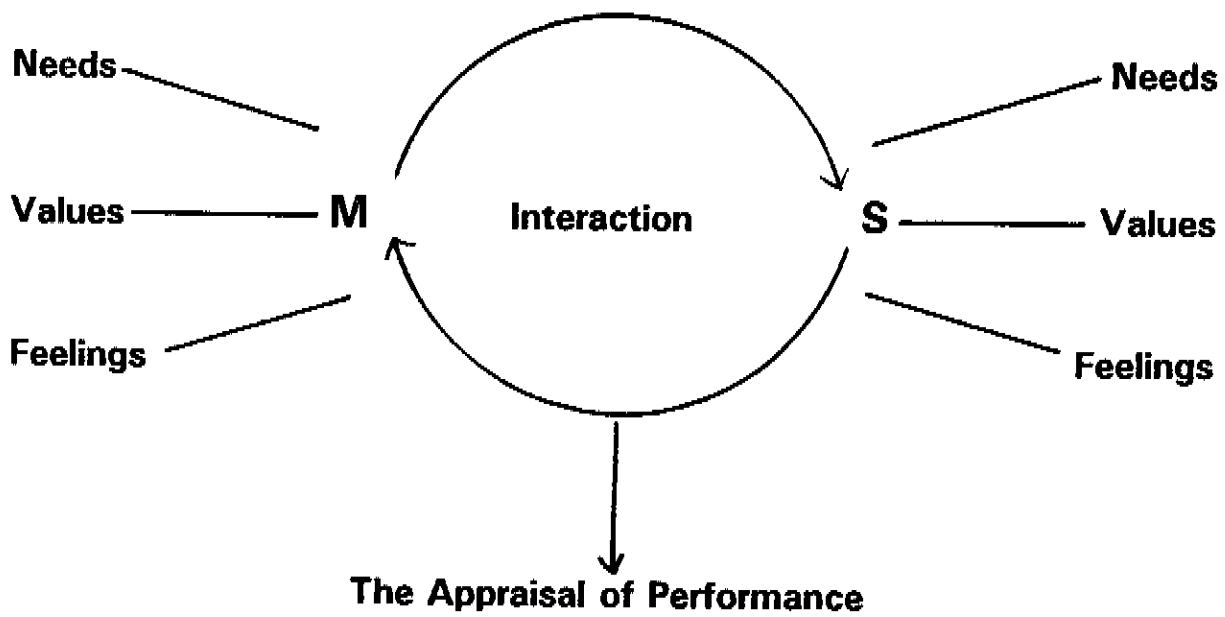 Needs
Needs
Values
M
Interaction
S
Values
Feelings
Feelings
The Appraisal of Performance